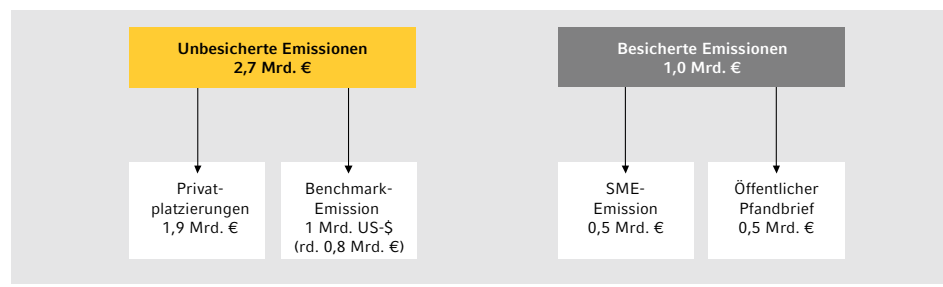 Unbesicherte Emissionen
2,7 Mrd. €
Besicherte Emissionen
1,0 Mrd. €
Privat-
platzierungen
1,9 Mrd. €
Benchmark-
Emission
1 Mrd. US-$
(rd. 0,8 Mrd. €)
SME-
Emission
0,5 Mrd. €
Öffentlicher
Pfandbrief
0,5 Mrd. €